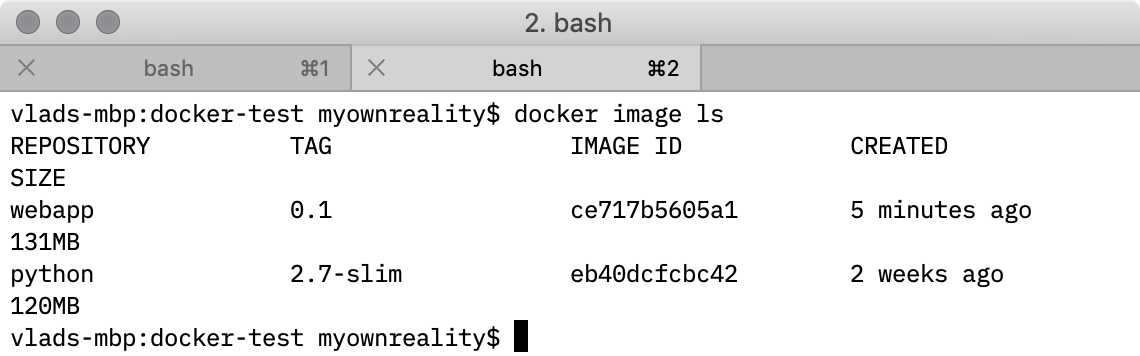 2. bash
bash ⌘1 bash ⌘2
vlads-mbp:docker-test myownreality$ docker image ls
REPOSITORY          TAG                 IMAGE ID            CREATED
SIZE
webapp              0.1                 ce717b5605a1        5 minutes ago
131MB
python              2.7-slim            eb40dcfcbc42        2 weeks ago
120MB
vlads-mbp:docker-test myownreality$